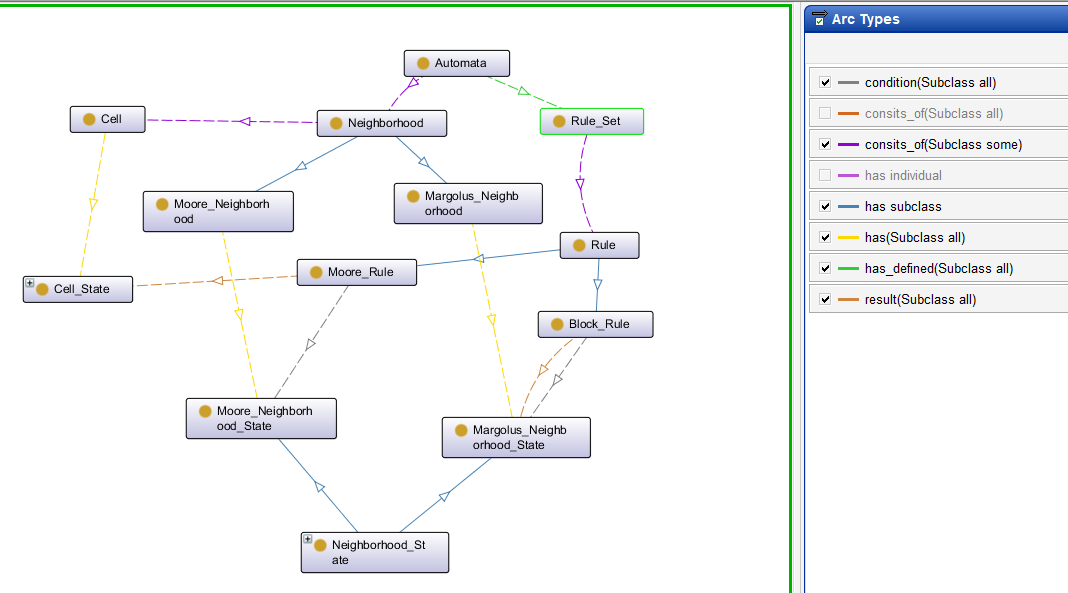 Arc Types
Automata
Cell
Neighborhood
Rule_Set
Moore_Neighborh
ood
Margolus_Neighb
orhood
Rule
Moore_Rule
Cell_State
Block_Rule
Moore_Neighborh
ood_State
Margolus_Neighb
orhood_State
Neighborhood_St
ate
condition(Subclass all)
consits_of(Subclass all)
consits_of(Subclass some)
has individual
has subclass
has(Subclass all)
has_defined(Subclass all)
result(Subclass all)